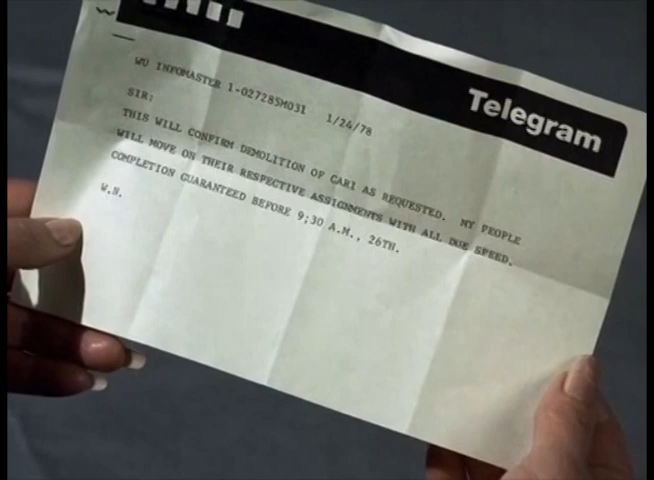 Telegram
WU INFOMASTER 1-027285M031 1/24/78
SIR:
THIS WILL CONFIRM DEMOLITION OF CARI AS REQUESTED. MY PEOPLE
WILL MOVE ON THEIR RESPECTIVE ASSIGNMENTS WITH ALL DUE SPEED.
COMPLETION GUARANTEED BEFORE 9;30 A.M., 26TH.
W.N.